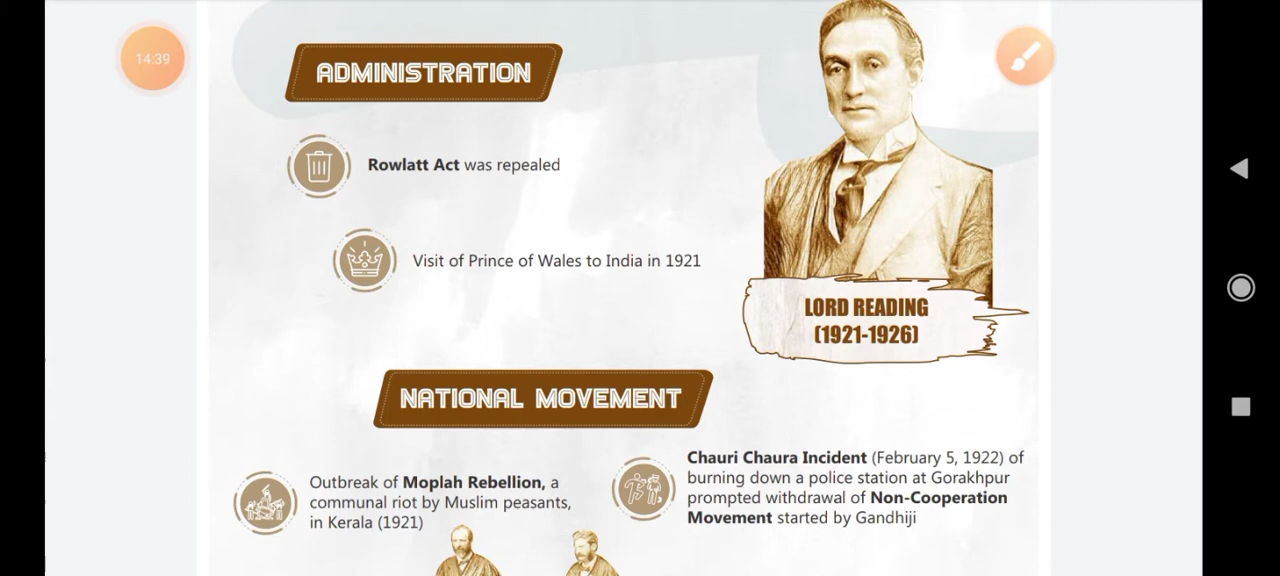 14:39
ADMINISTRATION
Rowlatt Act was repealed
Visit of Prince of Wales to India in 1921
LORD READING
(1921-1926)
NATIONAL MOVEMENT
Outbreak of Moplah Rebellion, a
communal riot by Muslim peasants,
in Kerala (1921)
Chauri Chaura Incident (February 5, 1922) of
burning down a police station at Gorakhpur
prompted withdrawal of Non-Cooperation
Movement started by Gandhiji